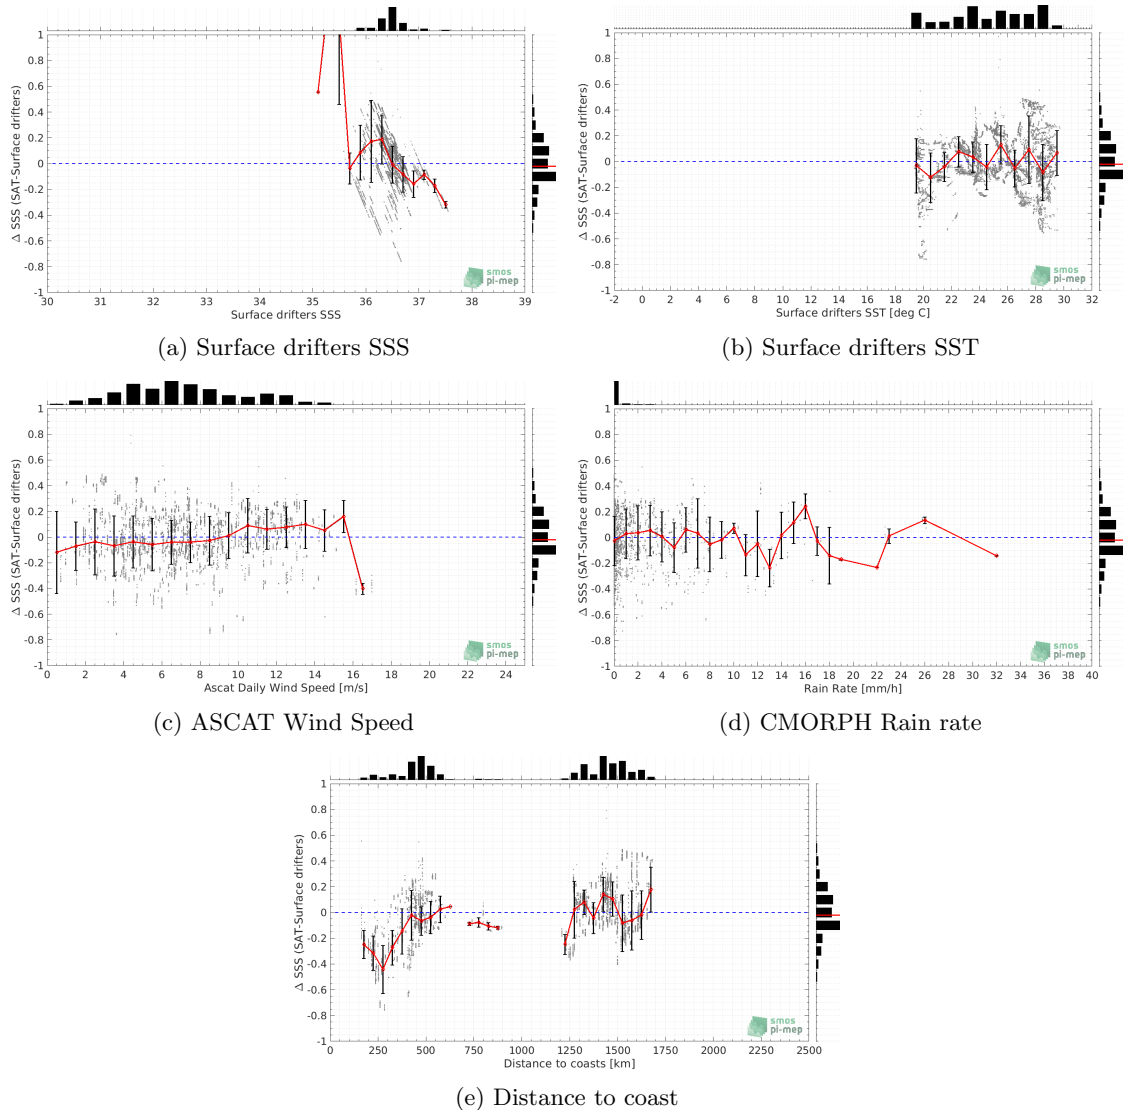 1
0.8
0.6
0.4
0.2
0
-0.2
-0.4
-0.6
-0.8
-1
Δ SSS (SAT-Surface drifters)
30 31 32 33 34 35 36 37 38 39
Surface drifters SSS
smos
pi-mep
(a) Surface drifters SSS
1
0.8
0.6
0.4
0.2
0
-0.2
-0.4
-0.6
-0.8
-1
Δ SSS (SAT-Surface drifters)
-2 0 2 4 6 8 10 12 14 16 18 20 22 24 26 28 30 32
Surface drifters SST [deg C]
smos
pi-mep
(b) Surface drifters SST
1
0.8
0.6
0.4
0.2
0
-0.2
-0.4
-0.6
-0.8
-1
Δ SSS (SAT-Surface drifters)
0 2 4 6 8 10 12 14 16 18 20 22 24
Ascat Daily Wind Speed [m/s]
smos
pi-mep
(c) ASCAT Wind Speed
1
0.8
0.6
0.4
0.2
0
-0.2
-0.4
-0.6
-0.8
-1
Δ SSS (SAT-Surface drifters)
0 2 4 6 8 10 12 14 16 18 20 22 24 26 28 30 32 34 36 38 40
Rain Rate [mm/h]
smos
pi-mep
(d) CMORPH Rain rate
1
0.8
0.6
0.4
0.2
0
-0.2
-0.4
-0.6
-0.8
-1
Δ SSS (SAT-Surface drifters)
0 250 500 750 1000 1250 1500 1750 2000 2250 2500
Distance to coasts [km]
smos
pi-mep
(e) Distance to coast